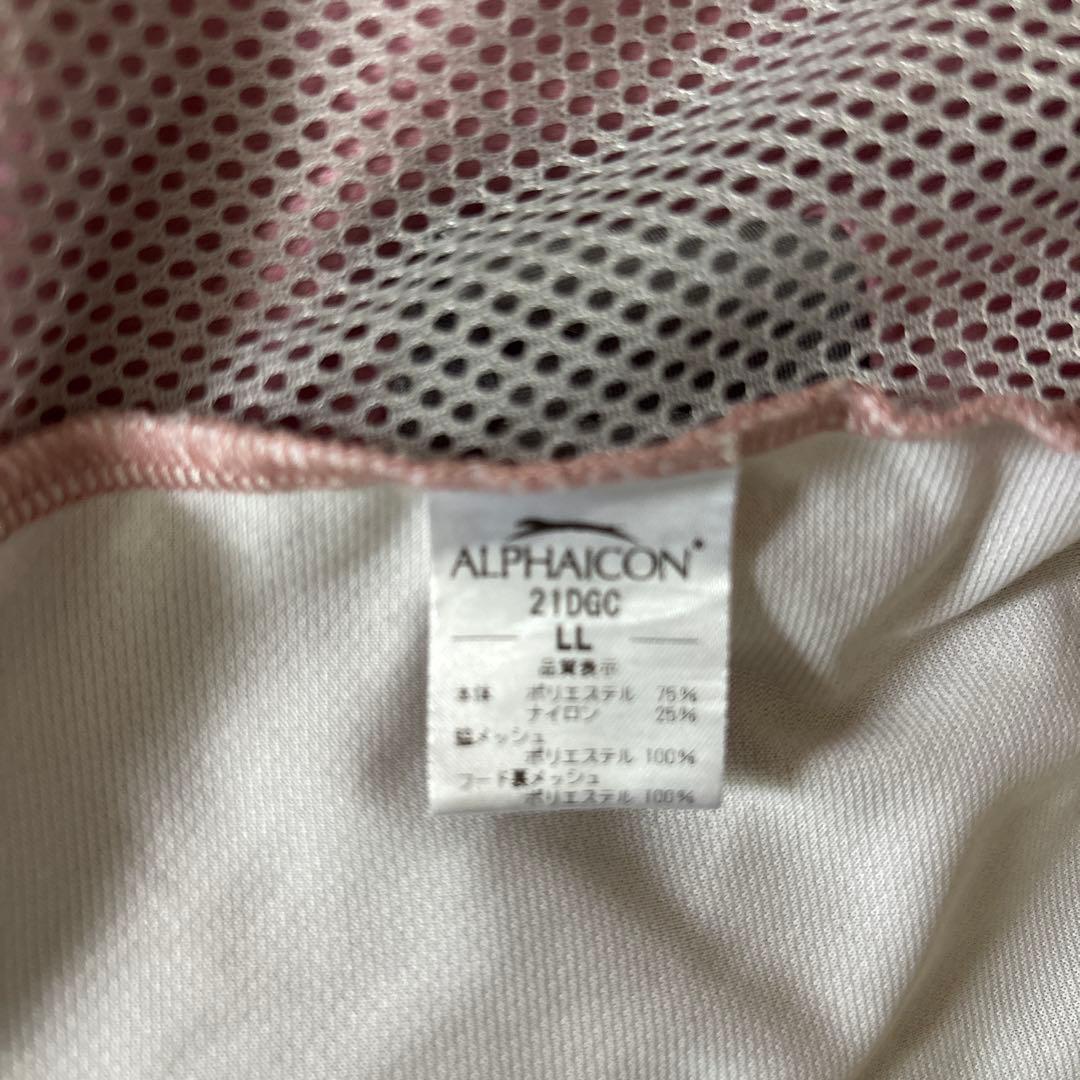 ALPHAICON
21DGC
LL
品質表示
本体 ポリエステル 75%
ナイロン 25%
脇メッシュ
ポリエステル 100%
フード裏メッシュ
ポリエステル 100%